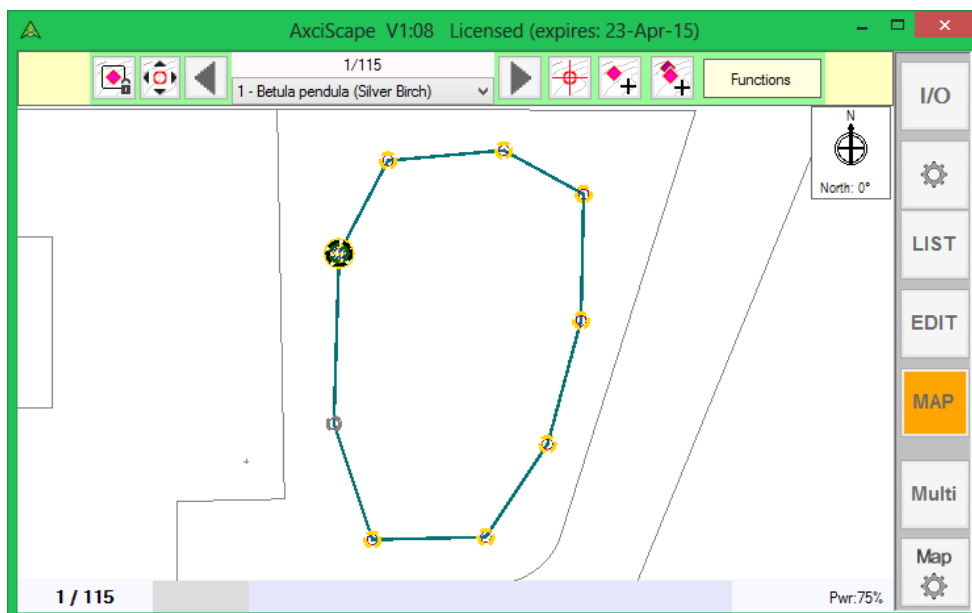 AxciScape V1:08 Licensed (expires: 23-Apr-15)
1/115
1 - Betula pendula (Silver Birch)
Functions
I/O
N
North: 0°
LIST
EDIT
MAP
Multi
Map
1 / 115
Pwr:75%